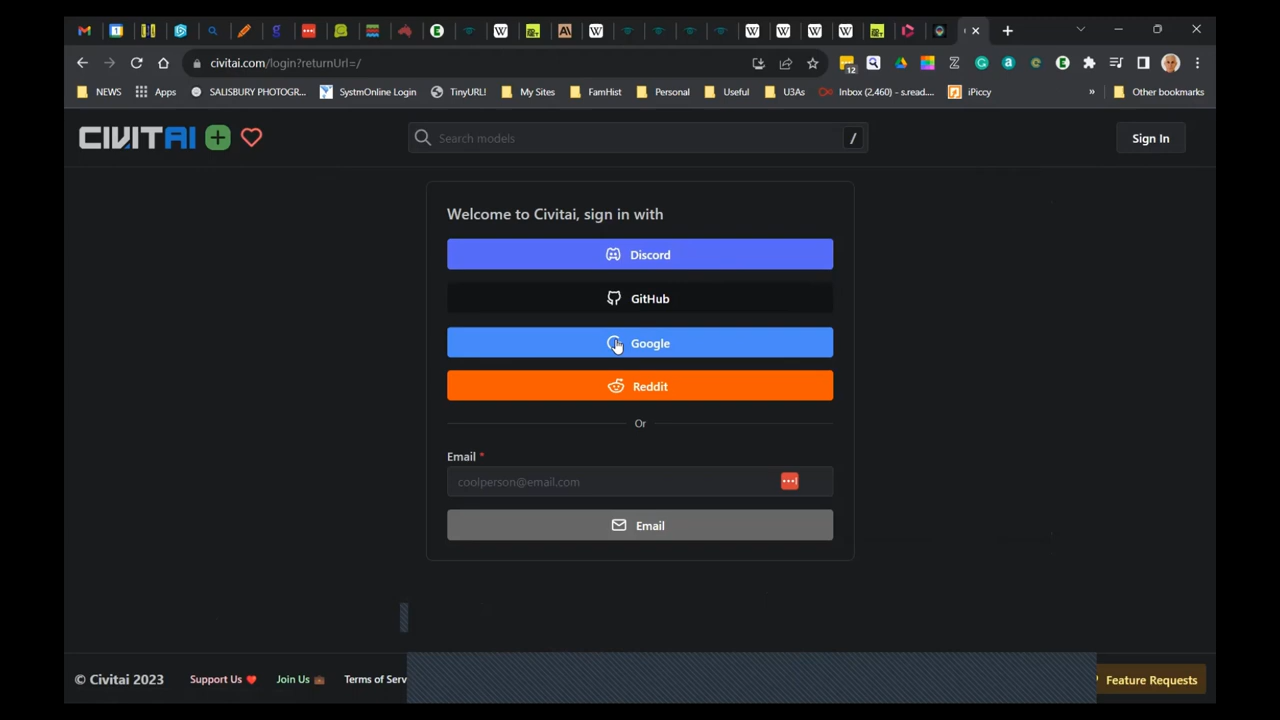 civitai.com/login?returnUrl=/
12
NEWS
Apps
SALISBURY PHOTOGR...
SystmOnline Login
TinyURL!
My Sites
FamHist
Personal
Useful
U3As
Inbox (2,460) - s.read....
iPiccy
»
Other bookmarks
CIVITAI
Search models
/
Sign In
Welcome to Civitai, sign in with
Discord
GitHub
Google
Reddit
Or
Email *
coolperson@email.com
Email
© Civitai 2023
Support Us
Join Us
Terms of Serv
Feature Requests